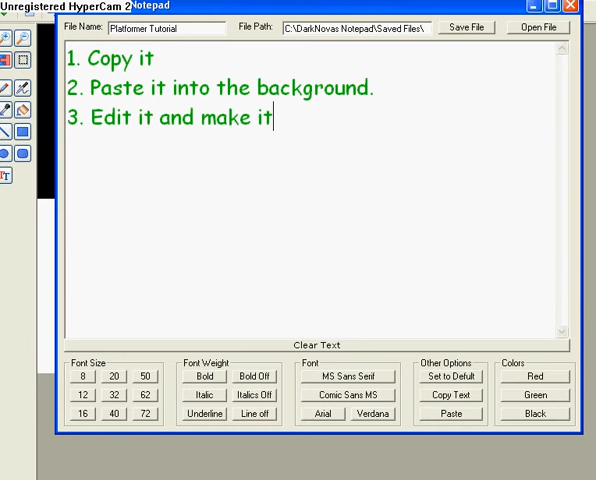 Unregistered HyperCam 2
Notepad
File Name: Platformer Tutorial File Path: C:\DarkNovas Notepad\Saved Files\ Save File Open File
1. Copy it
2. Paste it into the background.
3. Edit it and make it
Clear Text
Font Size Font Weight Font Other Options Colors
8 20 50 Bold Bold Off MS Sans Serif Set to Defult Red
12 32 62 Italic Italics Off Comic Sans MS Copy Text Green
16 40 72 Underline Line off Arial Verdana Paste Black